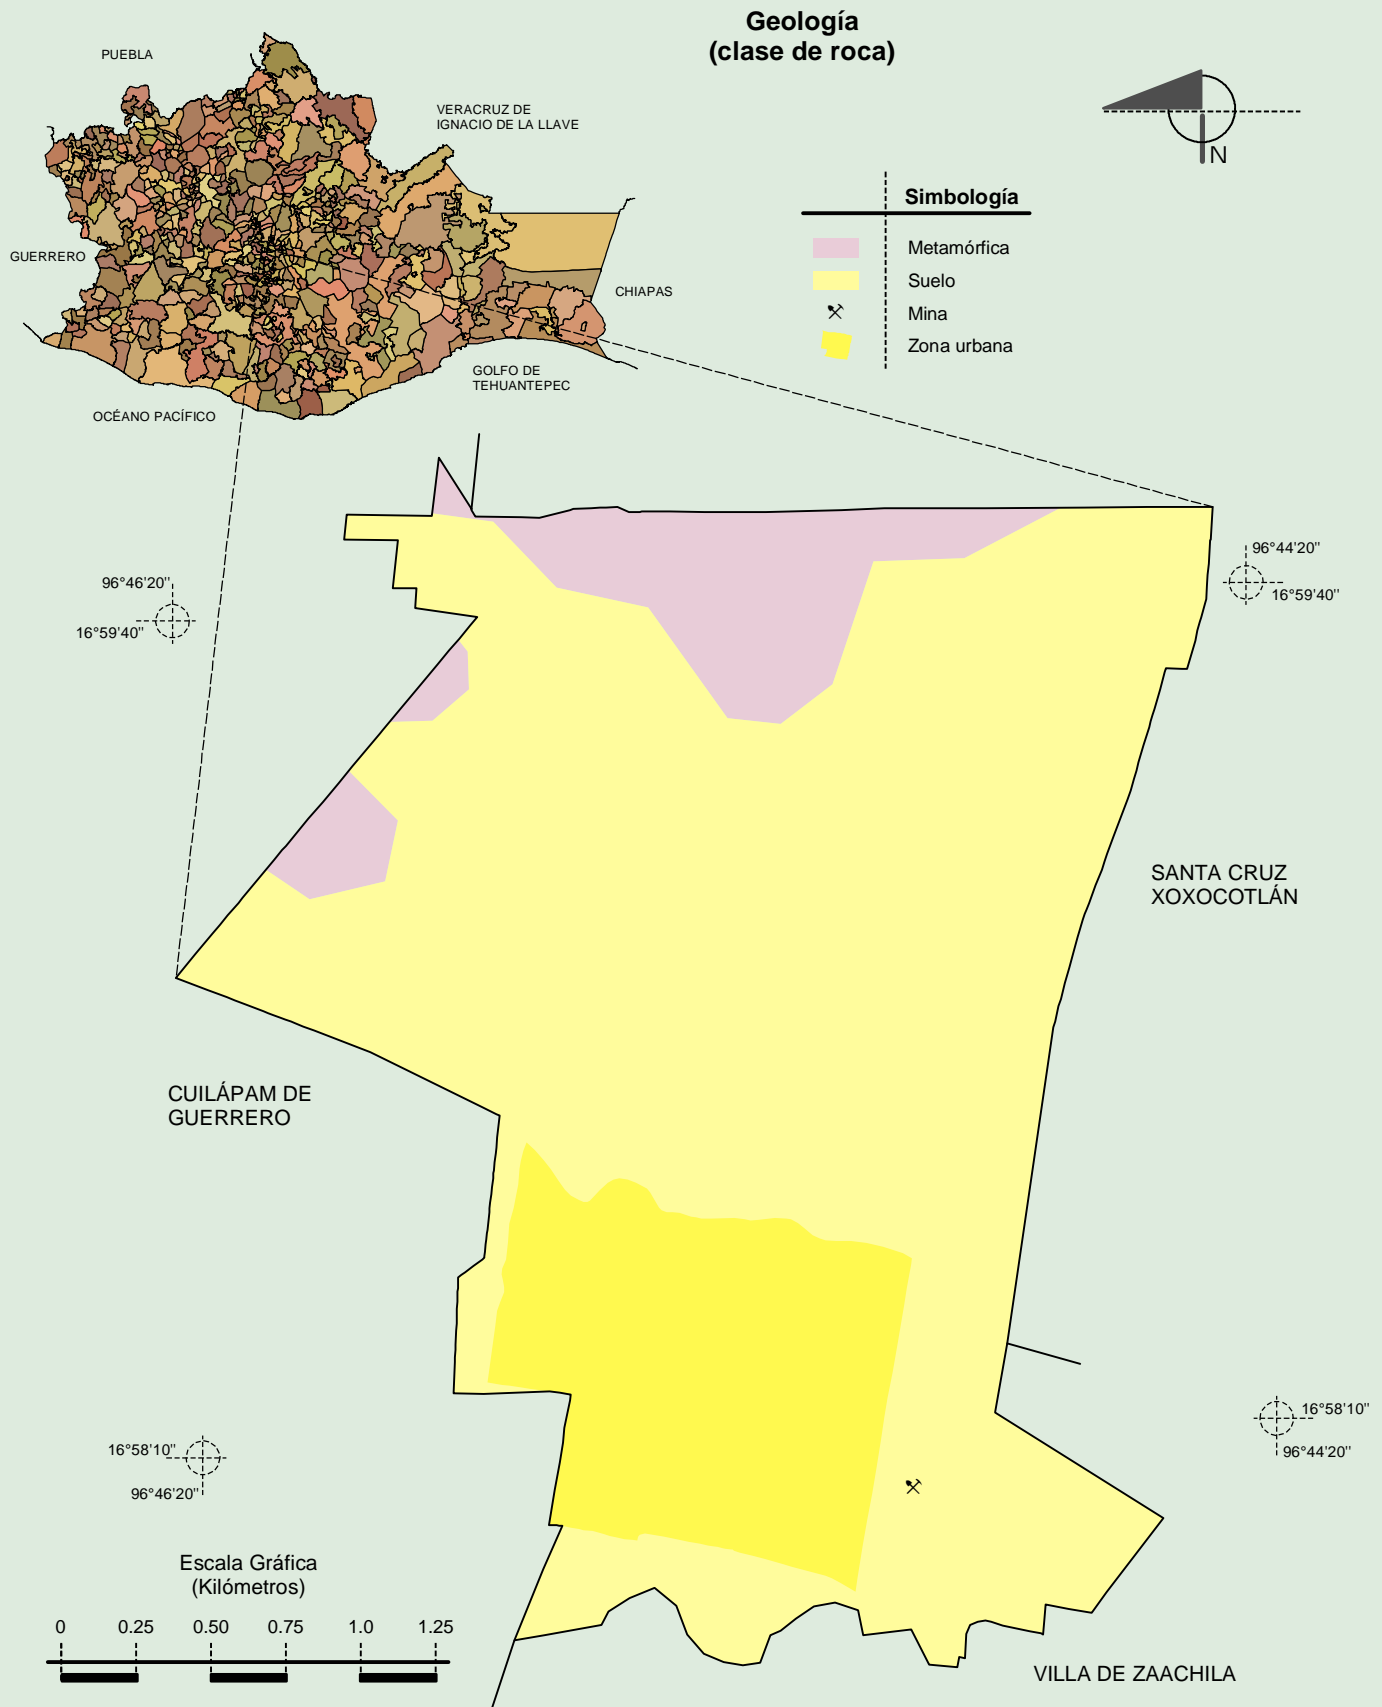 Geología
(clase de roca)
PUEBLA
VERACRUZ DE
IGNACIO DE LA LLAVE
GUERRERO
CHIAPAS
GOLFO DE
TEHUANTEPEC
OCÉANO PACÍFICO
N
Simbología
Metamórfica
Suelo
Mina
Zona urbana
96°46'20"
16°59'40"
96°44'20"
16°59'40"
SANTA CRUZ
XOXOCOTLÁN
CUILÁPAM DE
GUERRERO
16°58'10"
96°46'20"
16°58'10"
96°44'20"
Escala Gráfica
(Kilómetros)
0 0.25 0.50 0.75 1.0 1.25
VILLA DE ZAACHILA